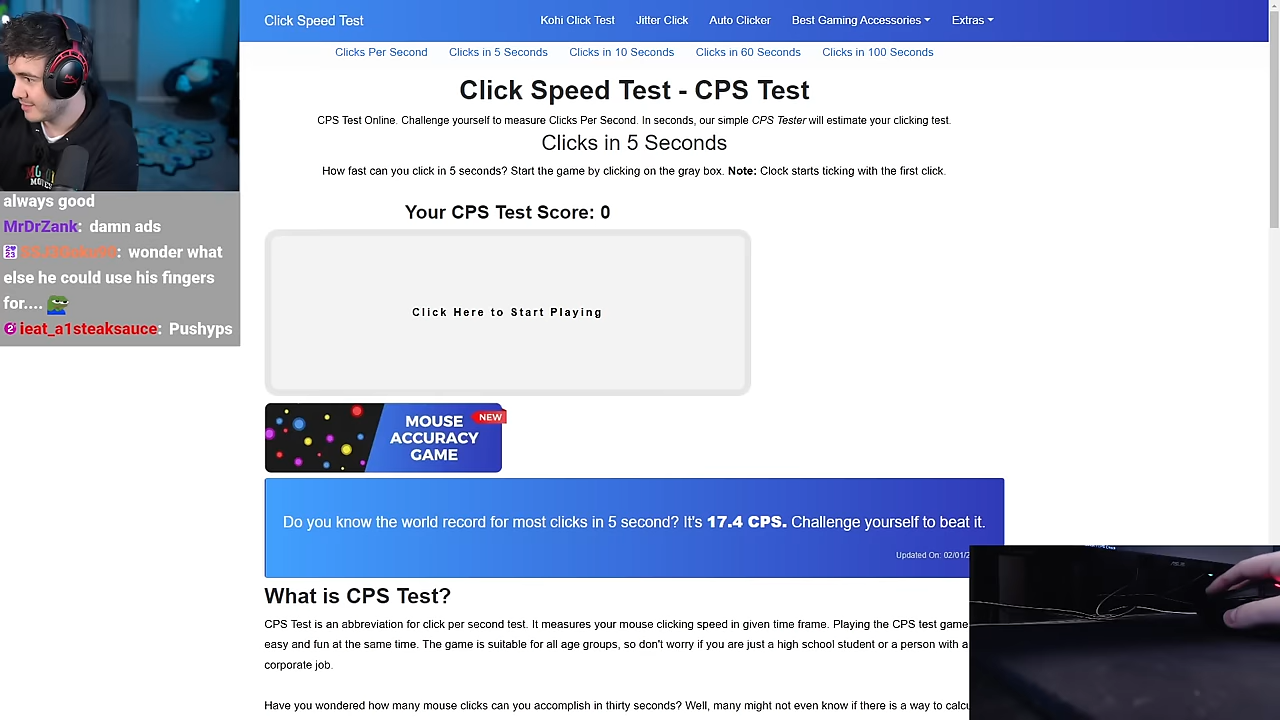 Click Speed Test
Kohi Click Test
Jitter Click
Auto Clicker
Best Gaming Accessories
Extras
Clicks Per Second
Clicks in 5 Seconds
Clicks in 10 Seconds
Clicks in 60 Seconds
Clicks in 100 Seconds
Click Speed Test - CPS Test
CPS Test Online. Challenge yourself to measure Clicks Per Second. In seconds, our simple CPS Tester will estimate your clicking test.
Clicks in 5 Seconds
How fast can you click in 5 seconds? Start the game by clicking on the gray box. Note: Clock starts ticking with the first click.
always good
MrDrZank: damn ads
: wonder what
else he could use his fingers
for....
ieat_a1steaksauce: Pushyps
Your CPS Test Score: 0
Click Here to Start Playing
MOUSE
ACCURACY
GAME
NEW
Do you know the world record for most clicks in 5 second? It's 17.4 CPS. Challenge yourself to beat it.
Updated On: 02/01/2
What is CPS Test?
CPS Test is an abbreviation for click per second test. It measures your mouse clicking speed in given time frame. Playing the CPS test game
easy and fun at the same time. The game is suitable for all age groups, so don't worry if you are just a high school student or a person with a
corporate job.
Have you wondered how many mouse clicks can you accomplish in thirty seconds? Well, many might not even know if there is a way to calcu